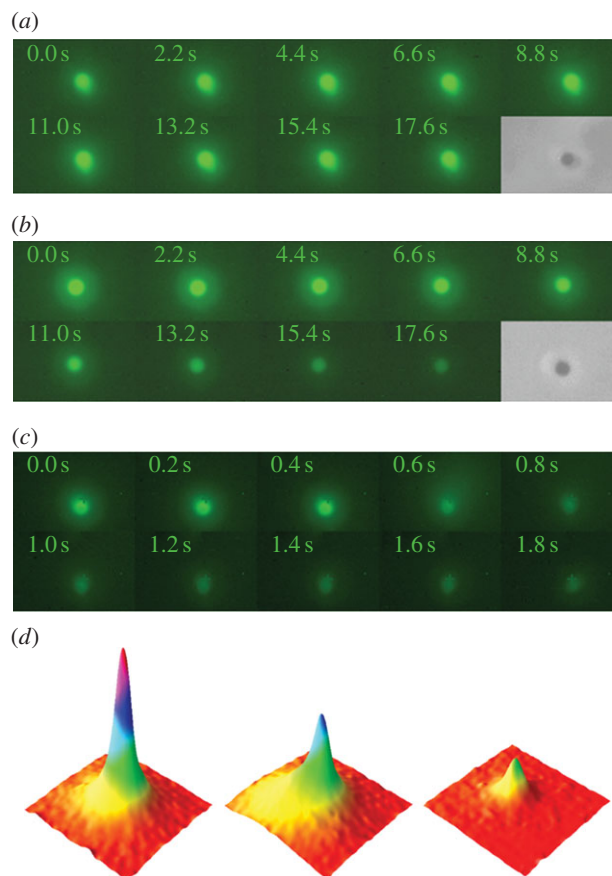 (a)
0.0 s 2.2 s 4.4 s 6.6 s 8.8 s
11.0 s 13.2 s 15.4 s 17.6 s
(b)
0.0 s 2.2 s 4.4 s 6.6 s 8.8 s
11.0 s 13.2 s 15.4 s 17.6 s
(c)
0.0 s 0.2 s 0.4 s 0.6 s 0.8 s
1.0 s 1.2 s 1.4 s 1.6 s 1.8 s
(d)